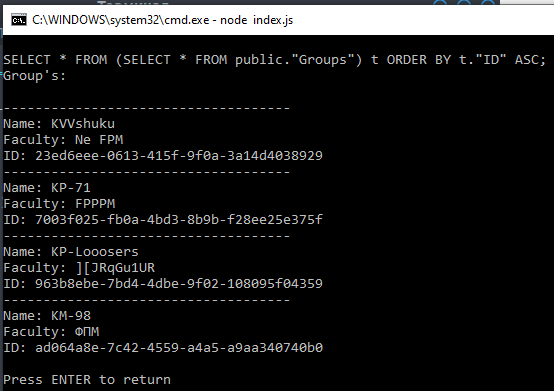 C:\WINDOWS\system32\cmd.exe - node index.js
SELECT * FROM (SELECT * FROM public."Groups") t ORDER BY t."ID" ASC;
Group's:
------------------------------------
Name: KVVshuku
Faculty: Ne FPM
ID: 23ed6eee-0613-415f-9f0a-3a14d4038929
------------------------------------
Name: KP-71
Faculty: FPPPM
ID: 7003f025-fb0a-4bd3-8b9b-f28ee25e375f
------------------------------------
Name: KP-Looosers
Faculty: ][JRqGu1UR
ID: 963b8ebe-7bd4-4dbe-9f02-108095f04359
------------------------------------
Name: KM-98
Faculty: ФПМ
ID: ad064a8e-7c42-4559-a4a5-a9aa340740b0
Press ENTER to return